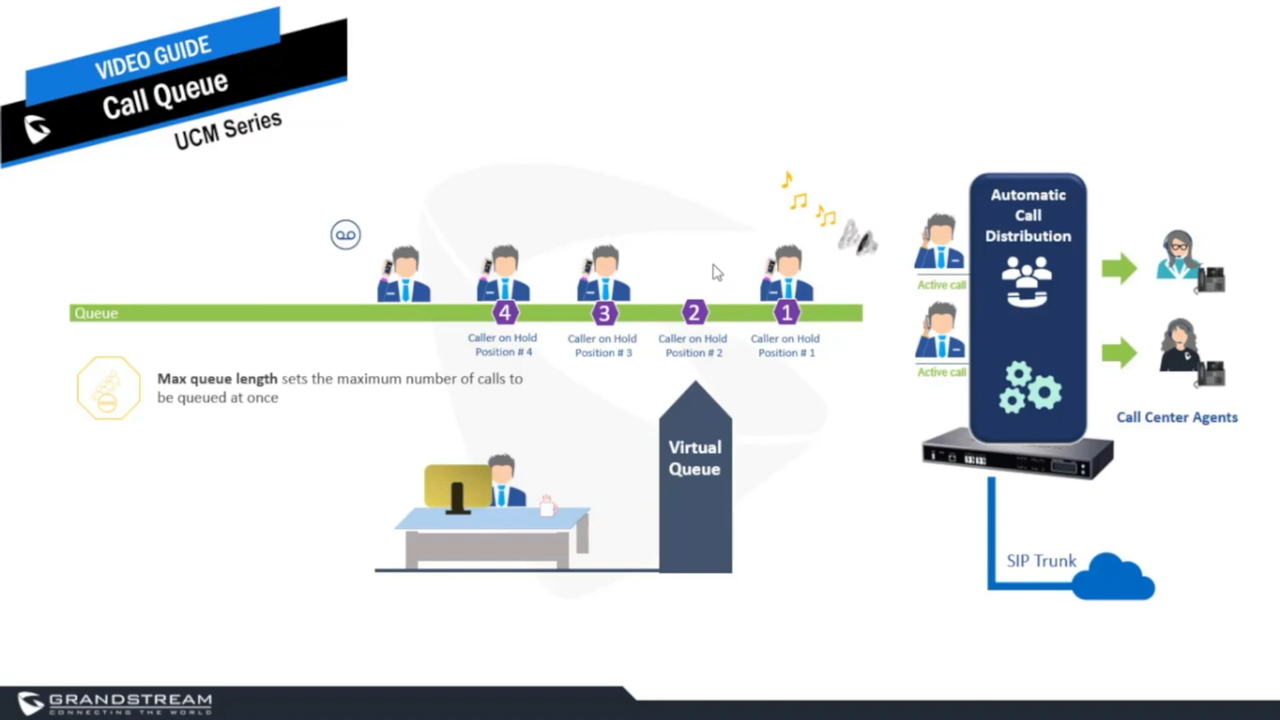 VIDEO GUIDE
Call Queue
UCM Series
Automatic
Call
Distribution
Active call
Active call
Call Center Agents
Queue
4
3
2
1
Caller on Hold
Position # 4
Caller on Hold
Position # 3
Caller on Hold
Position # 2
Caller on Hold
Position # 1
Max queue length sets the maximum number of calls to
be queued at once
Virtual
Queue
SIP Trunk
GRANDSTREAM
CONNECTING THE WORLD